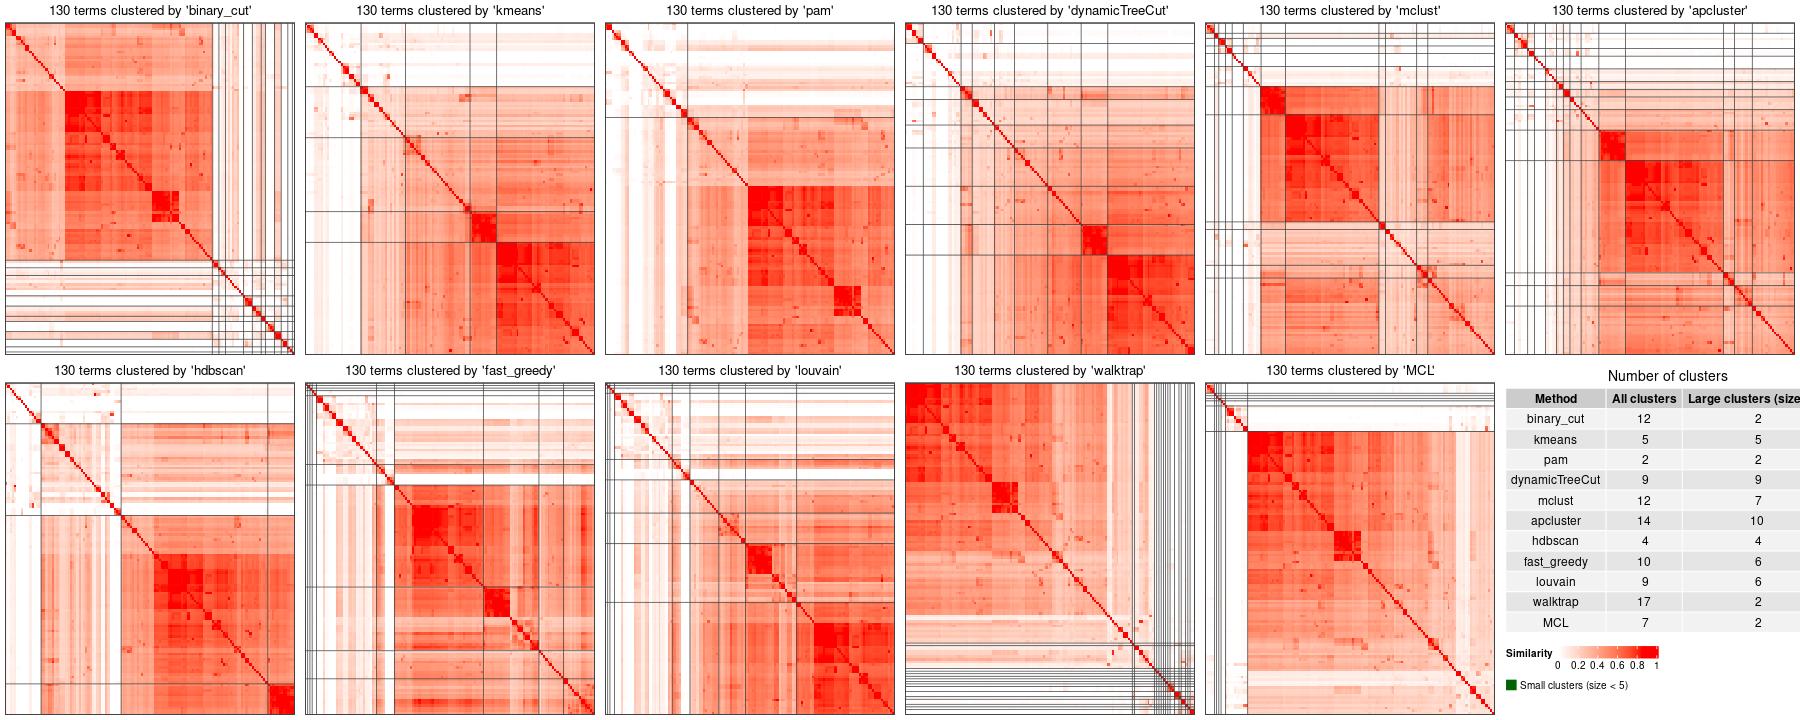 130 terms clustered by 'binary_cut'
130 terms clustered by 'kmeans'
130 terms clustered by 'pam'
130 terms clustered by 'dynamicTreeCut'
130 terms clustered by 'mclust'
130 terms clustered by 'apcluster'
130 terms clustered by 'hdbscan'
130 terms clustered by 'fast_greedy'
130 terms clustered by 'louvain'
130 terms clustered by 'walktrap'
130 terms clustered by 'MCL'
Number of clusters
Method All clusters Large clusters (size
binary_cut 12 2
kmeans 5 5
pam 2 2
dynamicTreeCut 9 9
mclust 12 7
apcluster 14 10
hdbscan 4 4
fast_greedy 10 6
louvain 9 6
walktrap 17 2
MCL 7 2
Similarity
0 0.2 0.4 0.6 0.8 1
Small clusters (size < 5)